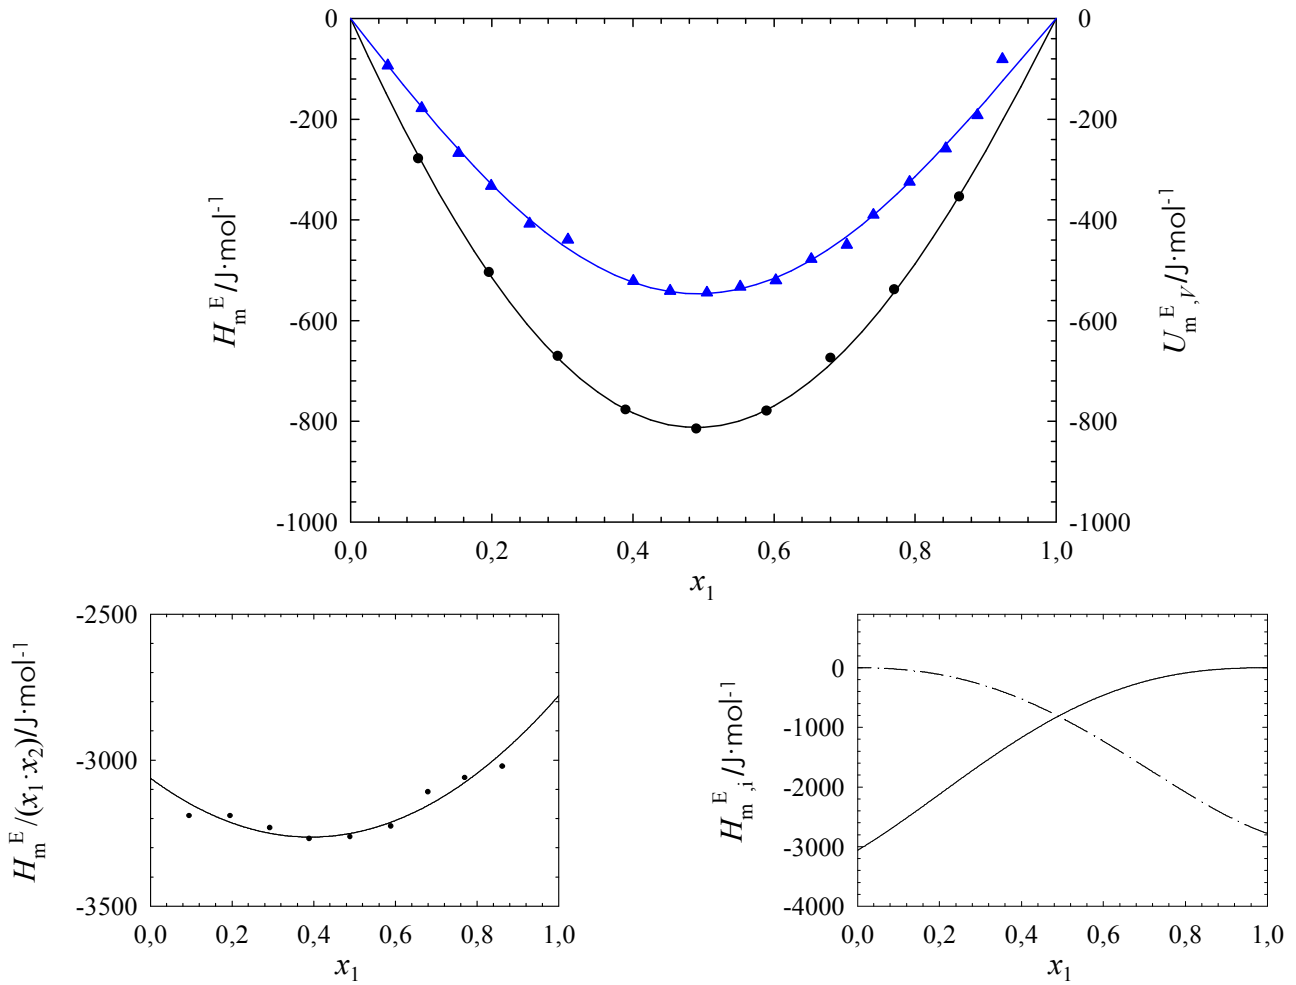 0
-200
-400
-600
-800
-1000
H_m^E/J·mol^-1
0
-200
-400
-600
-800
-1000
U_m^E,V/J·mol^-1
0,0 0,2 0,4 0,6 0,8 1,0
x_1
-2500
-3000
-3500
H_m^E/(x_1·x_2)/J·mol^-1
0,0 0,2 0,4 0,6 0,8 1,0
x_1
0
-1000
-2000
-3000
-4000
H_m^E,i/J·mol^-1
0,0 0,2 0,4 0,6 0,8 1,0
x_1